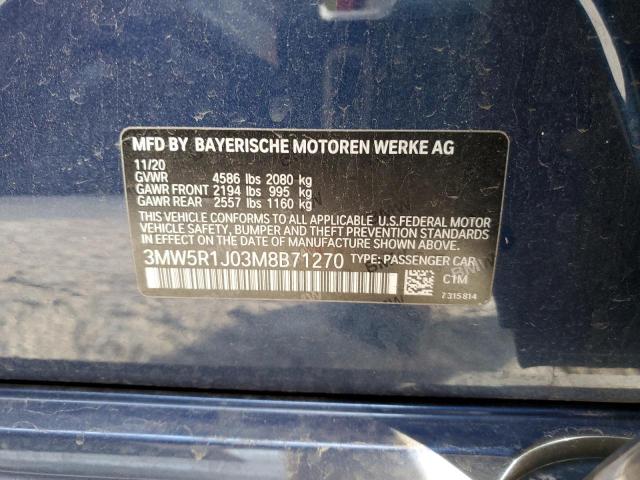 MFD BY BAYERISCHE MOTOREN WERKE AG
11/20
GVWR 4586 lbs 2080 kg
GAWR FRONT 2194 lbs 995 kg
GAWR REAR 2557 lbs 1160 kg
THIS VEHICLE CONFORMS TO ALL APPLICABLE U.S.FEDERAL MOTOR
VEHICLE SAFETY, BUMPER AND THEFT PREVENTION STANDARDS
IN EFFECT ON THE DATE OF MANUFACTURE SHOWN ABOVE.
3MW5R1J03M8B71270 TYPE: PASSENGER CAR
C1M
7315814